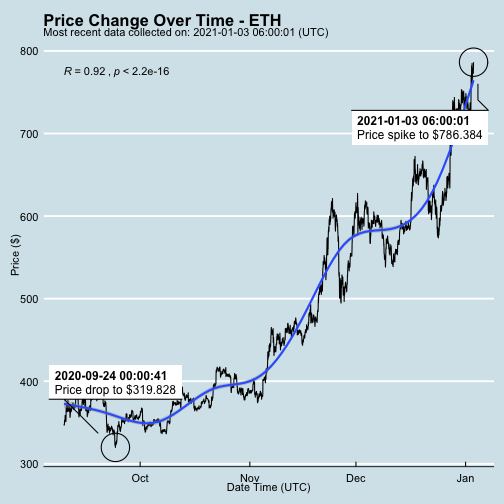 Price Change Over Time - ETH
Most recent data collected on: 2021-01-03 06:00:01 (UTC)
800
R = 0.92 , p < 2.2e-16
2021-01-03 06:00:01
Price spike to $786.384
700
600
Price ($)
500
2020-09-24 00:00:41
Price drop to $319.828
400
300
Oct
Nov
Dec
Jan
Date Time (UTC)